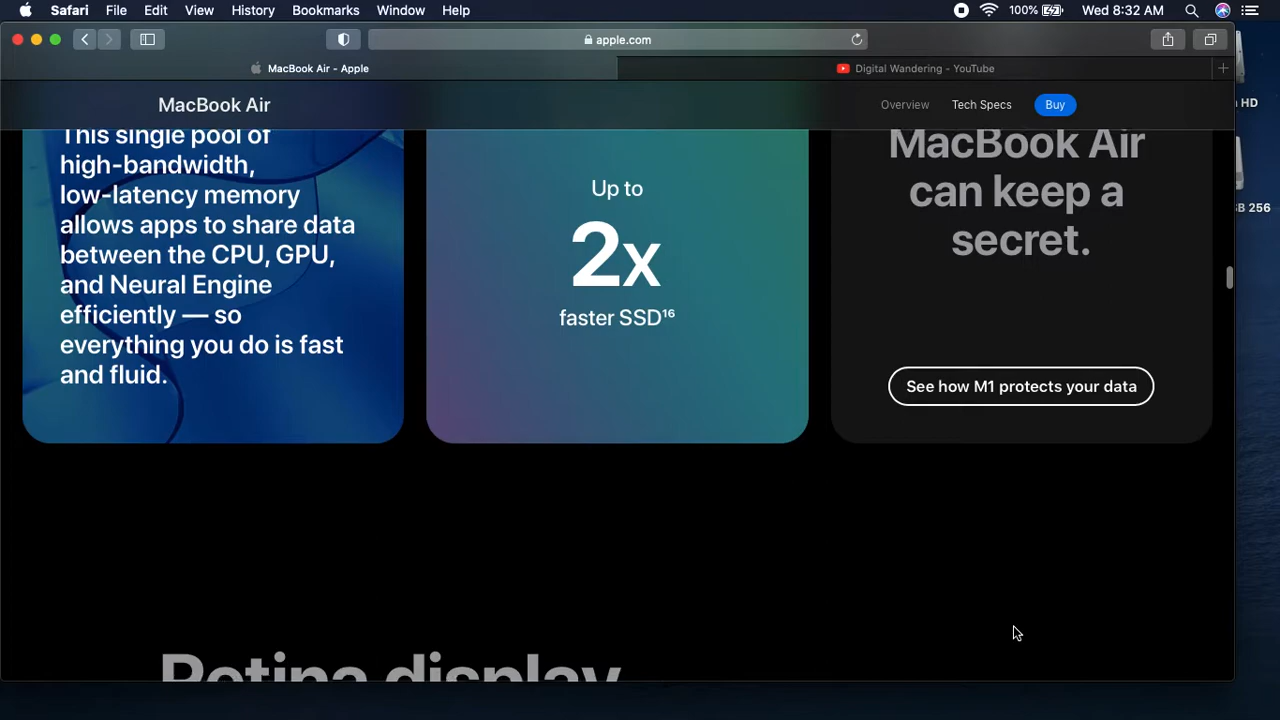 Safari File Edit View History Bookmarks Window Help 100% Wed 8:32 AM
apple.com
MacBook Air - Apple
Digital Wandering - YouTube
MacBook Air
Overview Tech Specs Buy
This single pool of
high-bandwidth,
low-latency memory
allows apps to share data
between the CPU, GPU,
and Neural Engine
efficiently — so
everything you do is fast
and fluid.
Up to
2x
faster SSD¹⁶
MacBook Air
can keep a
secret.
See how M1 protects your data
Retina display
HD
256